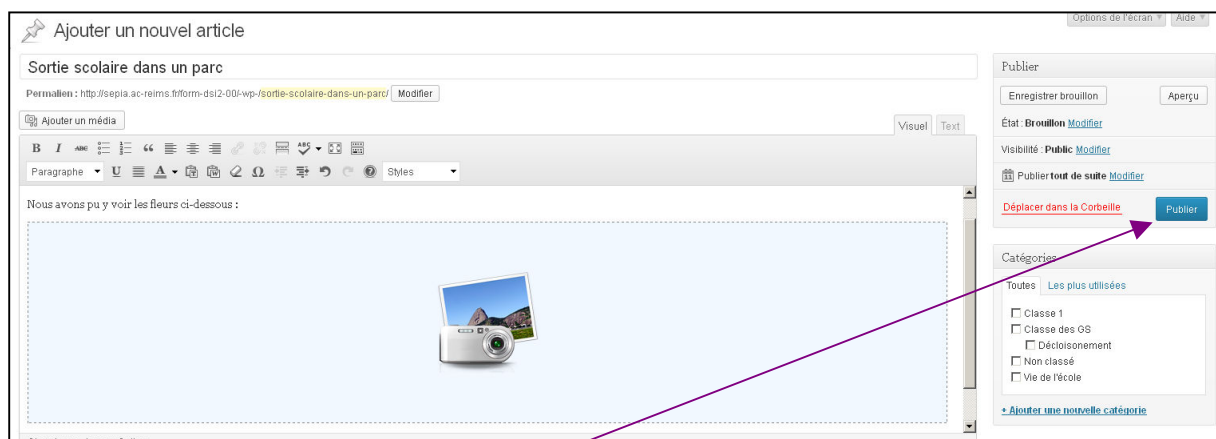 Options de l'écran Aide
Ajouter un nouvel article
Sortie scolaire dans un parc
Permalien : http://sepia.ac-reims.fr/form-dsi2-00/-wp-/sortie-scolaire-dans-un-parc/ Modifier
Ajouter un média
Visuel Text
B I ABC ABC
Paragraphe U A Ω Styles
Nous avons pu y voir les fleurs ci-dessous :
Publier
Enregistrer brouillon Aperçu
État : Brouillon Modifier
Visibilité : Public Modifier
11 Publier tout de suite Modifier
Déplacer dans la Corbeille Publier
Catégories
Toutes Les plus utilisées
Classe 1
Classe des GS
Décloisonement
Non classé
Vie de l'école
+ Ajouter une nouvelle catégorie